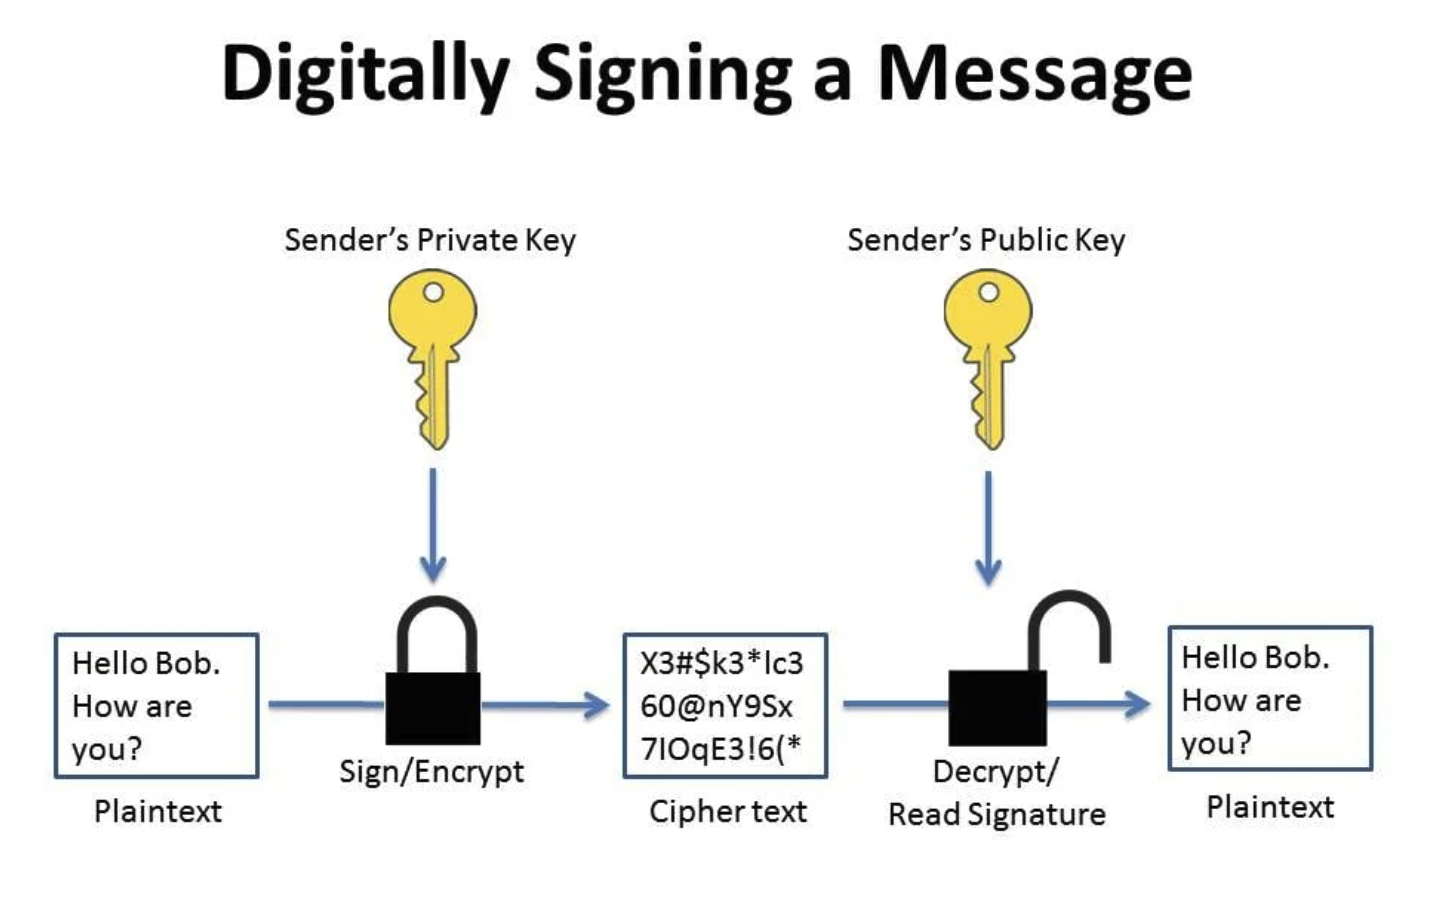 Digitally Signing a Message
Sender’s Private Key
Sender’s Public Key
Hello Bob.
How are
you?
Plaintext
Sign/Encrypt
X3#$k3*lc3
60@nY9Sx
7IOqE3!6(*
Cipher text
Decrypt/
Read Signature
Hello Bob.
How are
you?
Plaintext